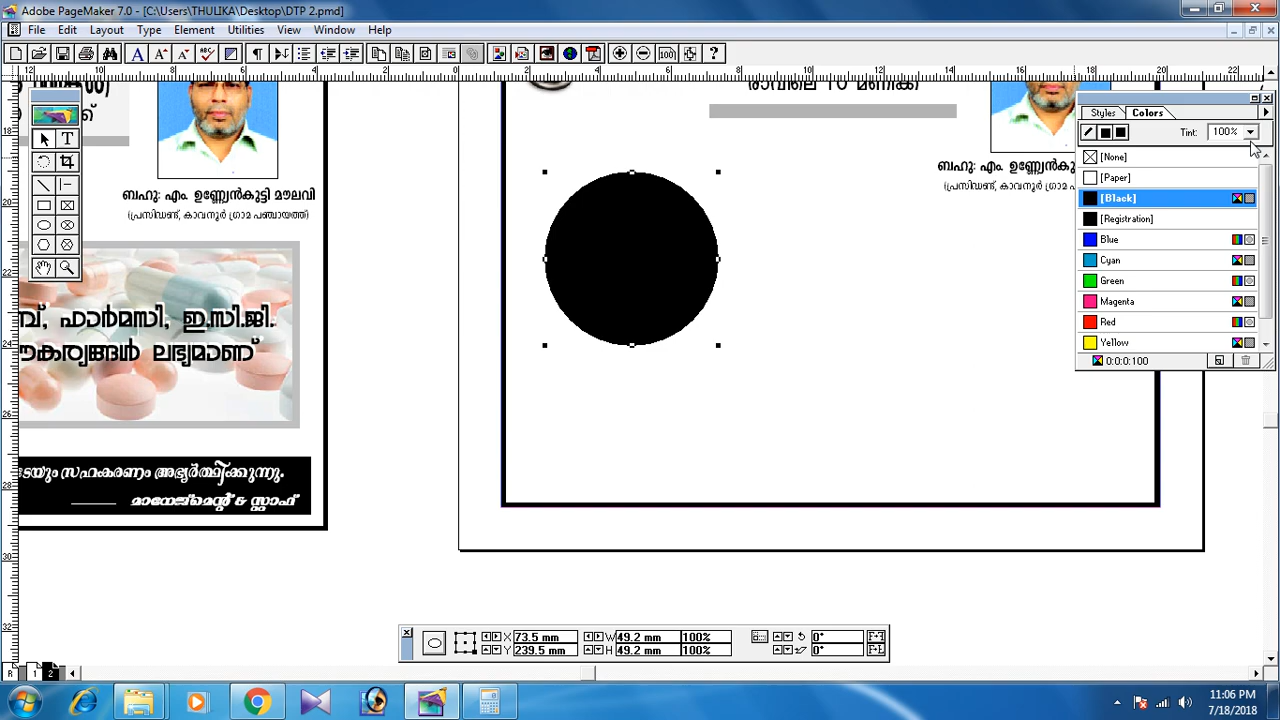 Adobe PageMaker 7.0 - [C:\Users\THULIKA\Desktop\DTP 2.pmd]
File Edit Layout Type Element Utilities View Window Help
രാവിലെ 10 മണിക്ക്
ബഹു: എം. ഉണ്ണ്യേൻകുട്ടി മൗലവി
(പ്രസിഡണ്ട്, കാവനൂർ ഗ്രാമ പഞ്ചായത്ത്)
ബഹു: എം. ഉണ്ണ്യേൻ
(പ്രസിഡണ്ട്, കാവനൂർ ഗ്രാ
ഫാർമസി, ഇ.സി.ജി.
ലഭ്യമാണ്
സഹകരണം അഭ്യർത്ഥിക്കുന്നു.
മാനേജ്മെന്റ് & സ്റ്റാഫ്
Styles Colors
Tint: 100%
[None]
[Paper]
[Black]
[Registration]
Blue
Cyan
Green
Magenta
Red
Yellow
0:0:0:100
X 73.5 mm W 49.2 mm 100% 0°
Y 239.5 mm H 49.2 mm 100% 0°
R 1 2
11:06 PM
7/18/2018